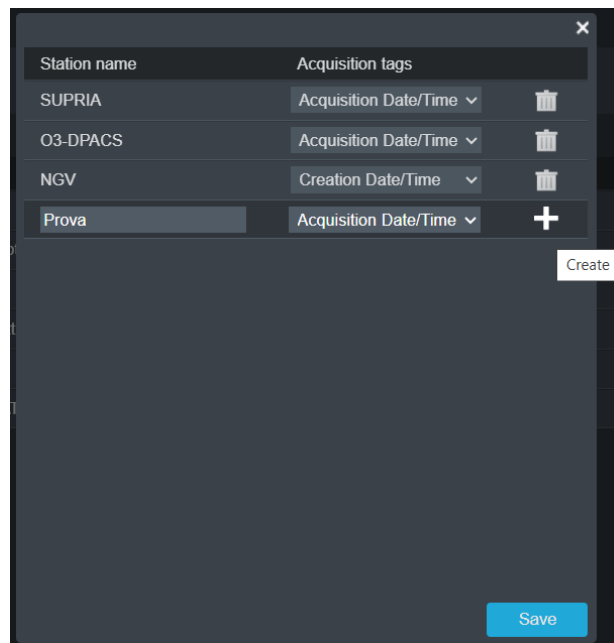 Station name Acquisition tags
SUPRIA Acquisition Date/Time
O3-DPACS Acquisition Date/Time
NGV Creation Date/Time
Prova Acquisition Date/Time
Create
Save